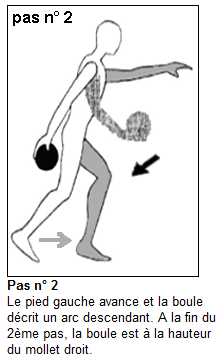 pas n° 2
Pas n° 2
Le pied gauche avance et la boule
décrit un arc descendant. A la fin du
2ème pas, la boule est à la hauteur
du mollet droit.